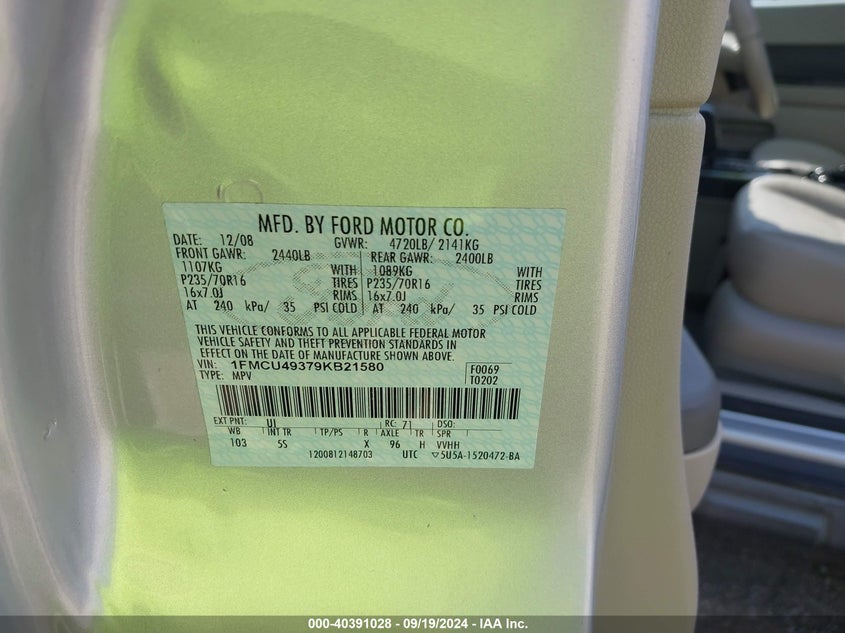 MFD. BY FORD MOTOR CO.
DATE: 12/08 GVWR: 4720LB/ 2141KG
FRONT GAWR: 2440LB REAR GAWR: 2400LB
1107KG WITH 1089KG WITH
P235/70R16 TIRES P235/70R16 TIRES
16x7.0J RIMS 16x7.0J RIMS
AT 240 kPa/ 35 PSI COLD AT 240 kPa/ 35 PSI COLD
THIS VEHICLE CONFORMS TO ALL APPLICABLE FEDERAL MOTOR
VEHICLE SAFETY AND THEFT PREVENTION STANDARDS IN
EFFECT ON THE DATE OF MANUFACTURE SHOWN ABOVE.
VIN: 1FMCU49379KB21580 F0069
TYPE: MPV T0202
EXT PNT: UI RC: 71 DSO:
WB INT TR TP/PS R AXLE TR SPR
103 5S X 96 H VVHH
1200812148703 UTC ▽5U5A-1520472-BA
000-40391028 - 09/19/2024 - IAA Inc.